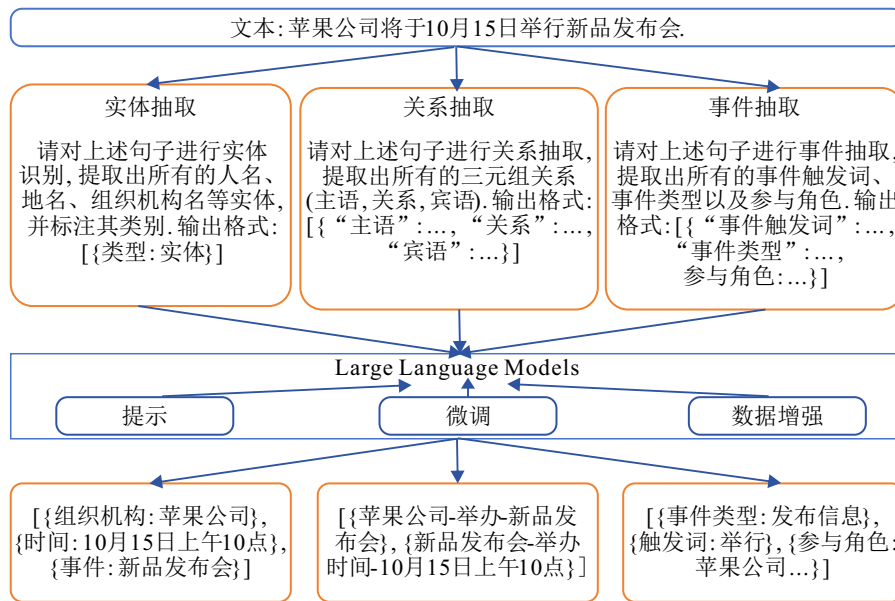 文本:苹果公司将于10月15日举行新品发布会.
实体抽取
请对上述句子进行实体
识别,提取出所有的人名、
地名、组织机构名等实体,
并标注其类别.输出格式:
[{类型:实体}]
关系抽取
请对上述句子进行关系抽取,
提取出所有的三元组关系
(主语,关系,宾语).输出格式:
[{“主语”:…,“关系”:…,
“宾语”:…}]
事件抽取
请对上述句子进行事件抽取,
提取出所有的事件触发词、
事件类型以及参与角色.输出
格式:[{“事件触发词”:…,
“事件类型”:…,
参与角色:…}]
Large Language Models
提示
微调
数据增强
[{组织机构:苹果公司},
{时间:10月15日上午10点},
{事件:新品发布会}]
[{苹果公司-举办-新品发
布会},{新品发布会-举办
时间-10月15日上午10点}]
[{事件类型:发布信息},
{触发词:举行},{参与角色:
苹果公司…}]